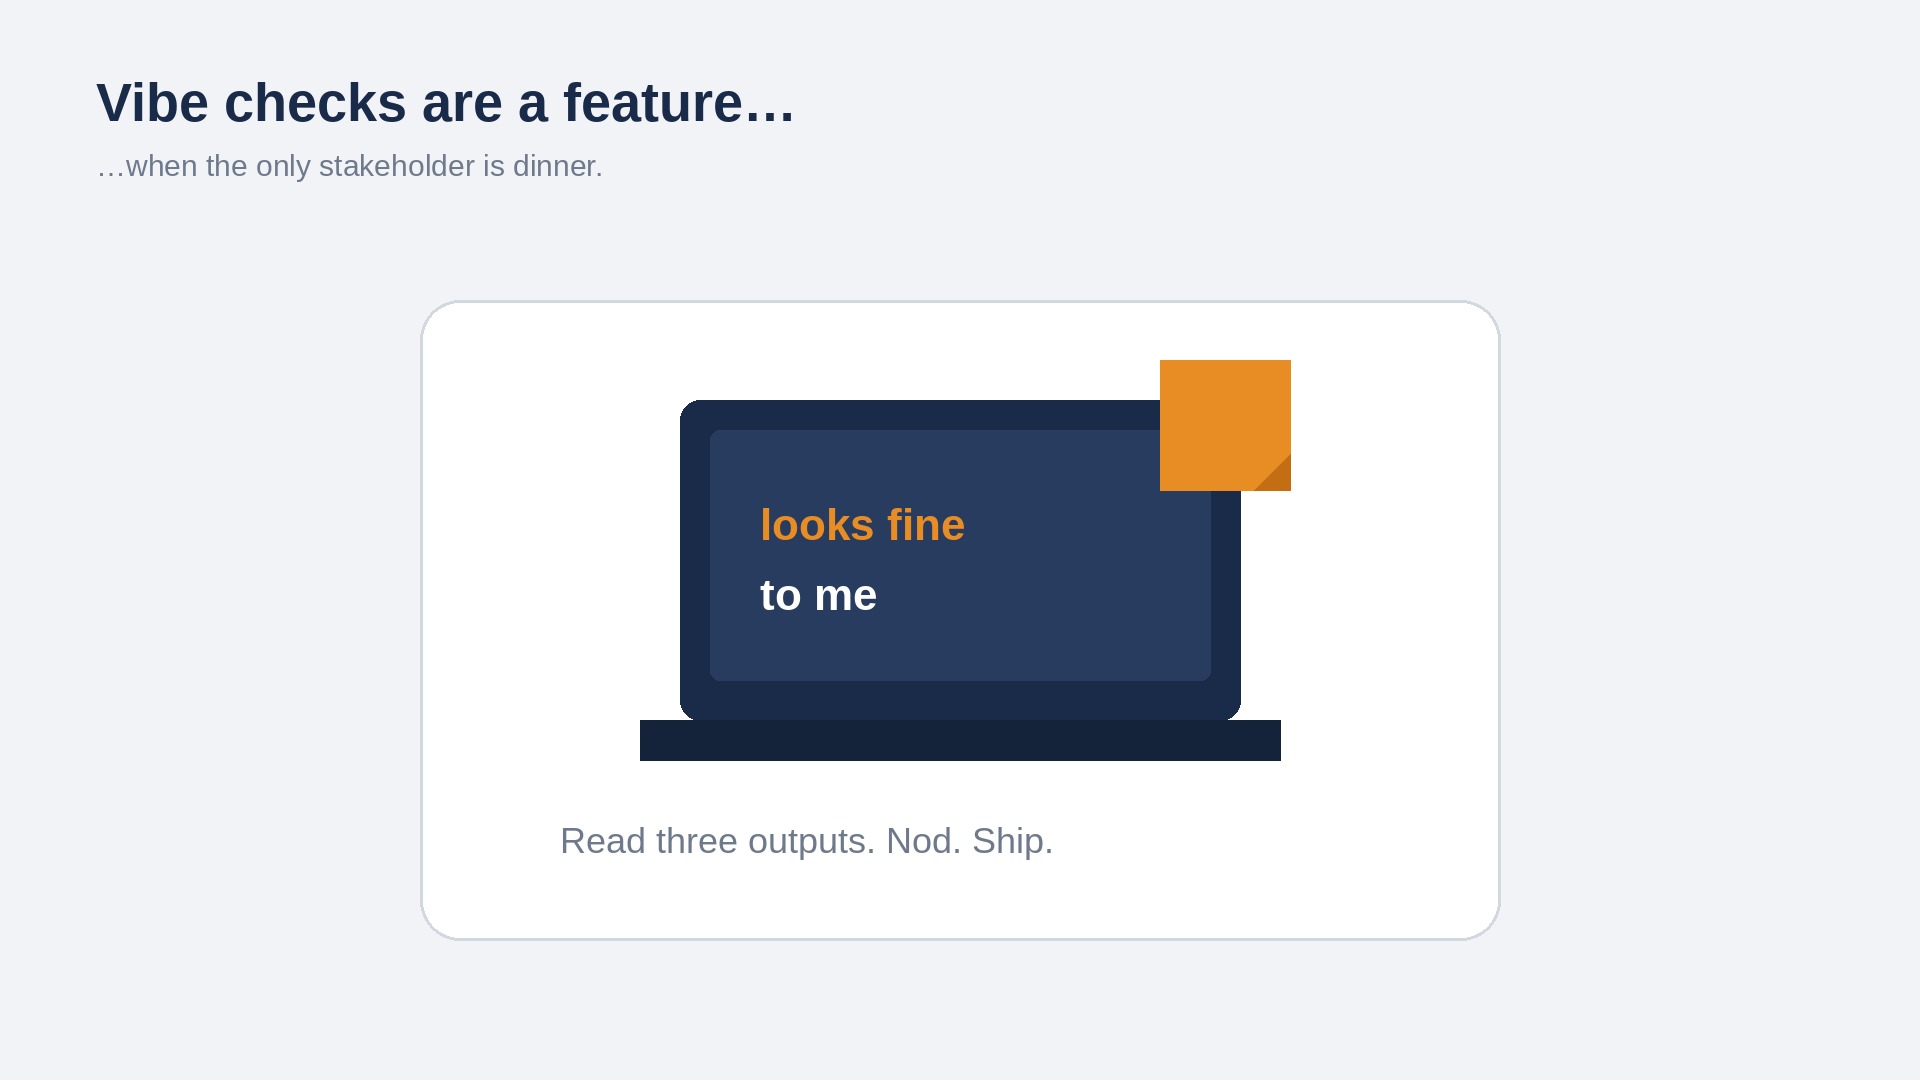 Vibe checks are a feature…
…when the only stakeholder is dinner.
looks fine
to me
Read three outputs. Nod. Ship.